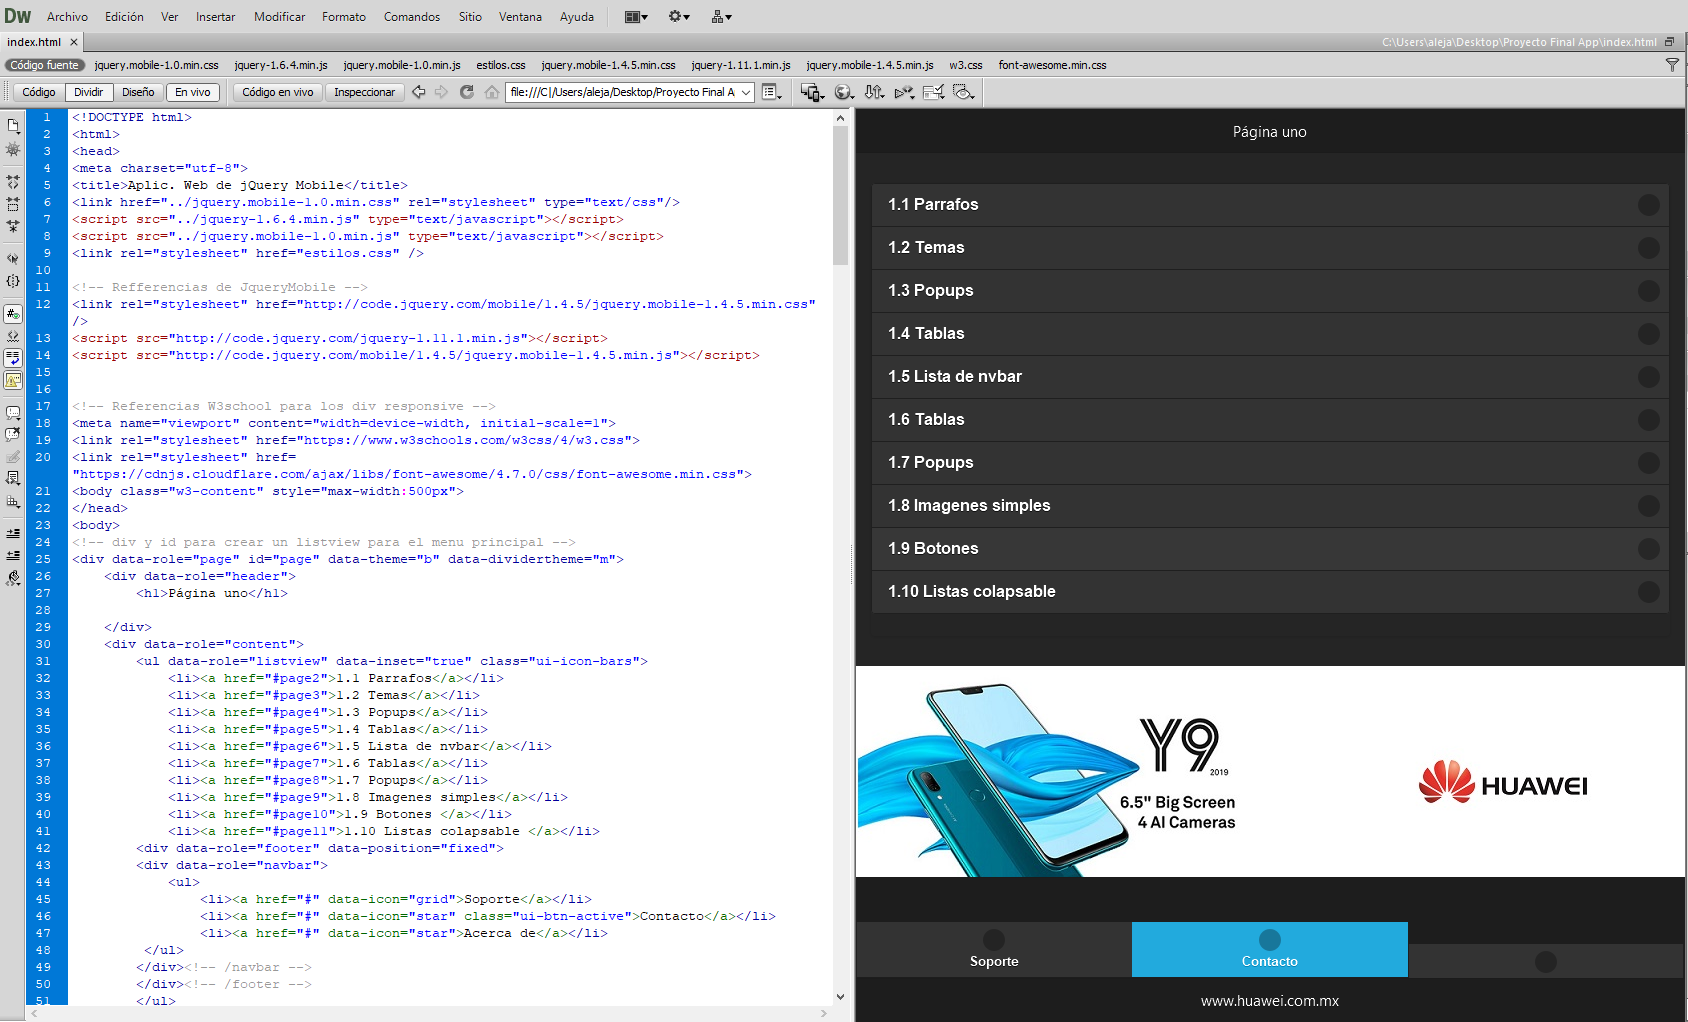 Dw Archivo Edición Ver Insertar Modificar Formato Comandos Sitio Ventana Ayuda
index.html × C:\Users\aleja\Desktop\Proyecto Final App\index.html
Código fuente jquery.mobile-1.0.min.css jquery-1.6.4.min.js jquery.mobile-1.0.min.js estilos.css jquery.mobile-1.4.5.min.css jquery-1.11.1.min.js jquery.mobile-1.4.5.min.js w3.css font-awesome.min.css
Código Dividir Diseño En vivo Código en vivo Inspeccionar file:///C|/Users/aleja/Desktop/Proyecto Final A
1 <!DOCTYPE html>
2 <html>
3 <head>
4 <meta charset="utf-8">
5 <title>Aplic. Web de jQuery Mobile</title>
6 <link href="../jquery.mobile-1.0.min.css" rel="stylesheet" type="text/css"/>
7 <script src="../jquery-1.6.4.min.js" type="text/javascript"></script>
8 <script src="../jquery.mobile-1.0.min.js" type="text/javascript"></script>
9 <link rel="stylesheet" href="estilos.css" />
10
11 <!-- Refferencias de JqueryMobile -->
12 <link rel="stylesheet" href="http://code.jquery.com/mobile/1.4.5/jquery.mobile-1.4.5.min.css"
/>
13 <script src="http://code.jquery.com/jquery-1.11.1.min.js"></script>
14 <script src="http://code.jquery.com/mobile/1.4.5/jquery.mobile-1.4.5.min.js"></script>
15
16
17 <!-- Referencias W3school para los div responsive -->
18 <meta name="viewport" content="width=device-width, initial-scale=1">
19 <link rel="stylesheet" href="https://www.w3schools.com/w3css/4/w3.css">
20 <link rel="stylesheet" href=
"https://cdnjs.cloudflare.com/ajax/libs/font-awesome/4.7.0/css/font-awesome.min.css">
21 <body class="w3-content" style="max-width:500px">
22 </head>
23 <body>
24 <!-- div y id para crear un listview para el menu principal -->
25 <div data-role="page" id="page" data-theme="b" data-dividertheme="m">
26 <div data-role="header">
27 <h1>Página uno</h1>
28
29 </div>
30 <div data-role="content">
31 <ul data-role="listview" data-inset="true" class="ui-icon-bars">
32 <li><a href="#page2">1.1 Parrafos</a></li>
33 <li><a href="#page3">1.2 Temas</a></li>
34 <li><a href="#page4">1.3 Popups</a></li>
35 <li><a href="#page5">1.4 Tablas</a></li>
36 <li><a href="#page6">1.5 Lista de nvbar</a></li>
37 <li><a href="#page7">1.6 Tablas</a></li>
38 <li><a href="#page8">1.7 Popups</a></li>
39 <li><a href="#page9">1.8 Imagenes simples</a></li>
40 <li><a href="#page10">1.9 Botones </a></li>
41 <li><a href="#page11">1.10 Listas colapsable </a></li>
42 <div data-role="footer" data-position="fixed">
43 <div data-role="navbar">
44 <ul>
45 <li><a href="#" data-icon="grid">Soporte</a></li>
46 <li><a href="#" data-icon="star" class="ui-btn-active">Contacto</a></li>
47 <li><a href="#" data-icon="star">Acerca de</a></li>
48 </ul>
49 </div><!-- /navbar -->
50 </div><!-- /footer -->
51 </ul>
Página uno
1.1 Parrafos
1.2 Temas
1.3 Popups
1.4 Tablas
1.5 Lista de nvbar
1.6 Tablas
1.7 Popups
1.8 Imagenes simples
1.9 Botones
1.10 Listas colapsable
Y9
2019
6.5" Big Screen
4 AI Cameras
HUAWEI
Soporte
Contacto
www.huawei.com.mx